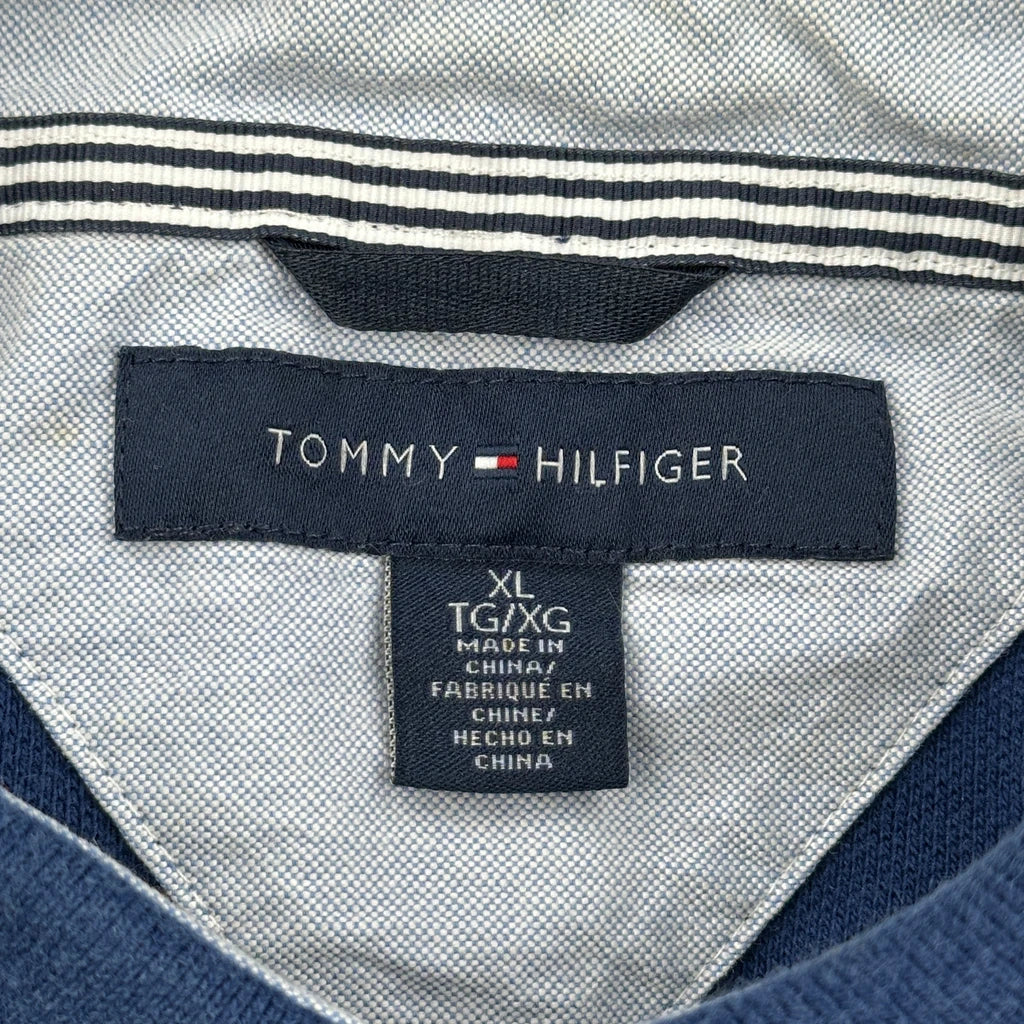 TOMMY HILFIGER
XL
TG/XG
MADE IN
CHINA/
FABRIQUÉ EN
CHINE/
HECHO EN
CHINA